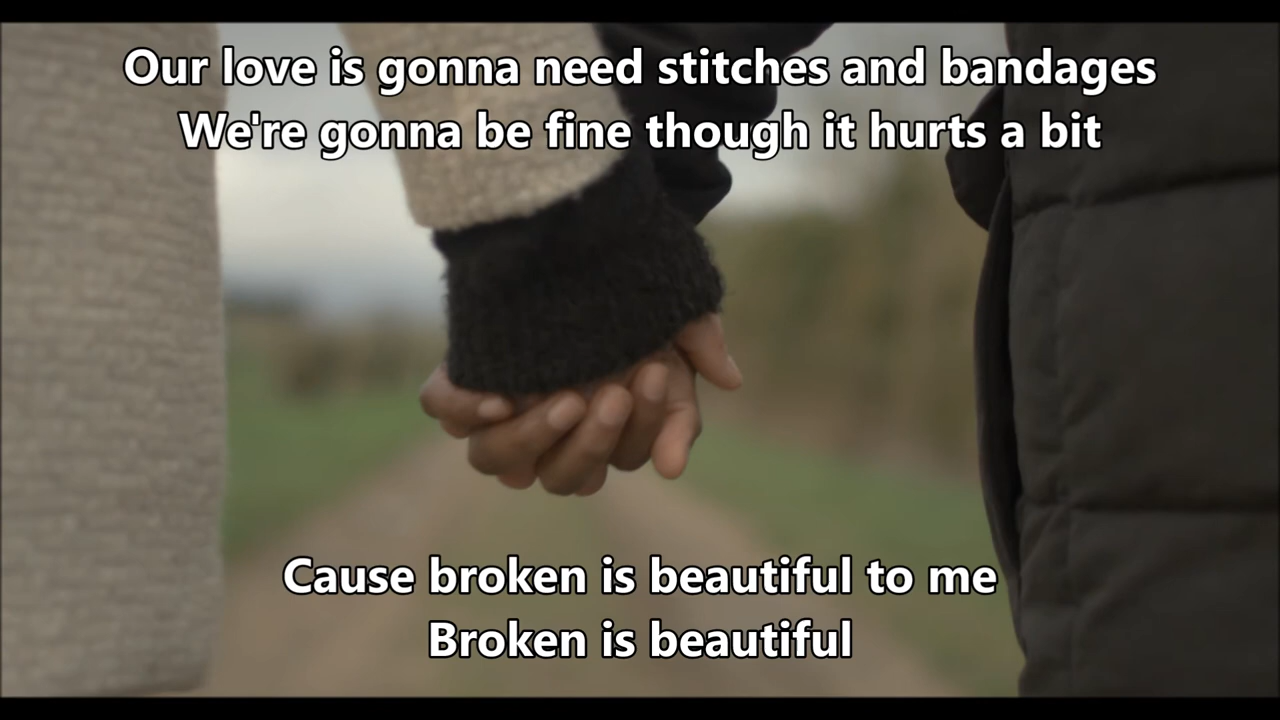 Our love is gonna need stitches and bandages
We're gonna be fine though it hurts a bit
Cause broken is beautiful to me
Broken is beautiful